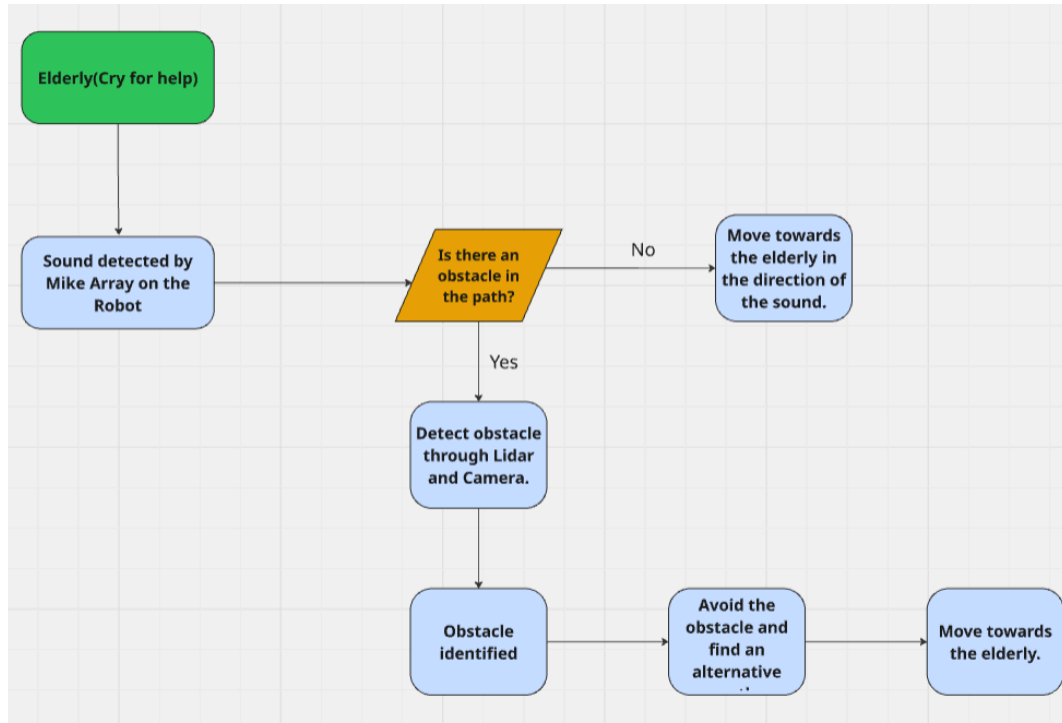 Elderly(Cry for help)
Sound detected by
Mike Array on the
Robot
Is there an
obstacle in
the path?
No
Move towards
the elderly in
the direction of
the sound.
Yes
Detect obstacle
through Lidar
and Camera.
Obstacle
identified
Avoid the
obstacle and
find an
alternative
Move towards
the elderly.